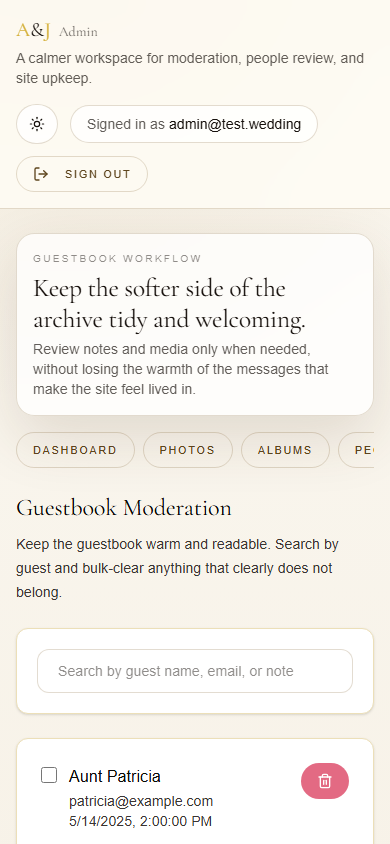 A&J Admin
A calmer workspace for moderation, people review, and
site upkeep.
Signed in as admin@test.wedding
SIGN OUT
GUESTBOOK WORKFLOW
Keep the softer side of the
archive tidy and welcoming.
Review notes and media only when needed,
without losing the warmth of the messages that
make the site feel lived in.
DASHBOARD PHOTOS ALBUMS
Guestbook Moderation
Keep the guestbook warm and readable. Search by
guest and bulk-clear anything that clearly does not
belong.
Search by guest name, email, or note
Aunt Patricia
patricia@example.com
5/14/2025, 2:00:00 PM